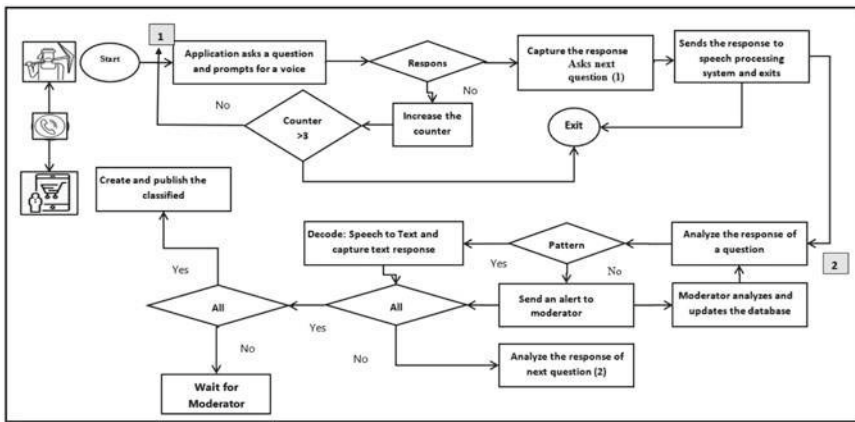 1
Start
Application asks a question
and prompts for a voice
Respons
Capture the response
Asks next
question (1)
Sends the response to
speech processing
system and exits
No
No
Counter
>3
Increase the
counter
Exit
Create and publish the
classified
Decode: Speech to Text and
capture text response
Pattern
Analyze the response of
a question
2
Yes
Yes
No
All
Yes
All
Send an alert to
moderator
Moderator analyzes and
updates the database
No
No
Analyze the response of
next question (2)
Wait for
Moderator